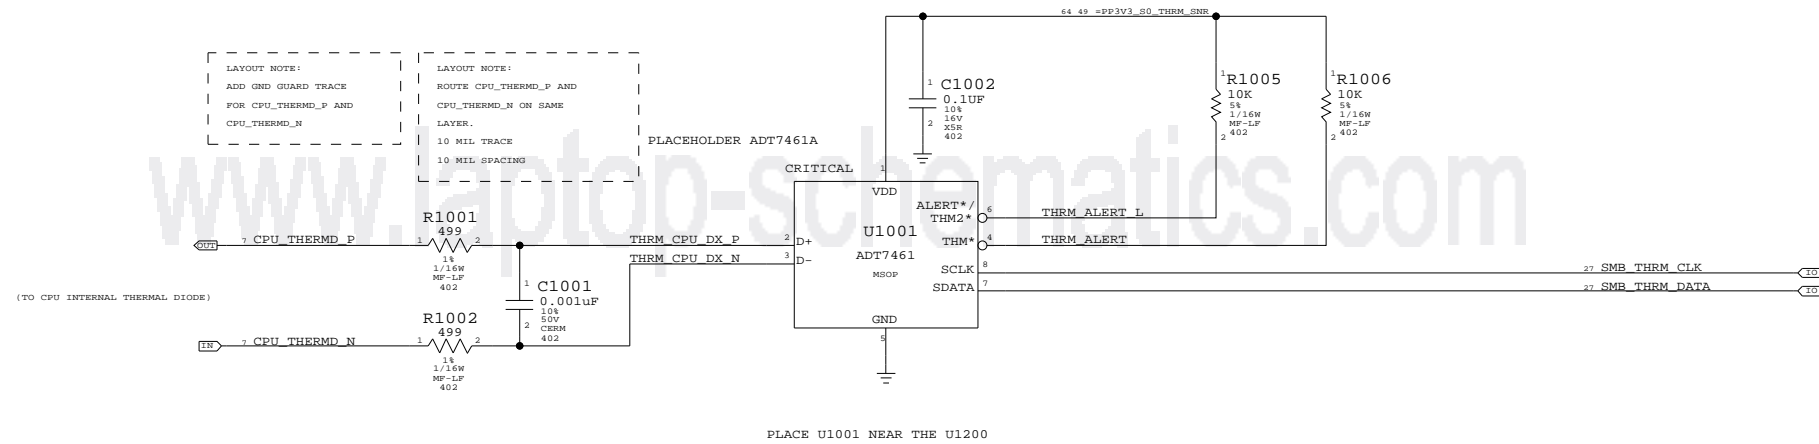 64 49 =PP3V3_S0_THRM_SNR
LAYOUT NOTE:
ADD GND GUARD TRACE
FOR CPU_THERMD_P AND
CPU_THERMD_N
LAYOUT NOTE:
ROUTE CPU_THERMD_P AND
CPU_THERMD_N ON SAME
LAYER.
10 MIL TRACE
10 MIL SPACING
PLACEHOLDER ADT7461A
www.laptop-schematics.com
1
C1002
0.1UF
10%
16V
2
X5R
402
1
R1005
10K
5%
1/16W
MF-LF
2
402
1
R1006
10K
5%
1/16W
MF-LF
2
402
CRITICAL
1
VDD
ALERT*/
THM2*
6
THRM_ALERT_L
U1001
ADT7461
MSOP
THM*
4
THRM_ALERT
SCLK
8
27 SMB_THRM_CLK
IO
SDATA
7
27 SMB_THRM_DATA
IO
GND
5
R1001
499
OUT
7 CPU_THERMD_P
1
2
THRM_CPU_DX_P
2
D+
1%
1/16W
MF-LF
402
THRM_CPU_DX_N
3
D-
(TO CPU INTERNAL THERMAL DIODE)
1
C1001
0.001uF
10%
50V
2
CERM
402
R1002
499
IN
7 CPU_THERMD_N
1
2
1%
1/16W
MF-LF
402
PLACE U1001 NEAR THE U1200